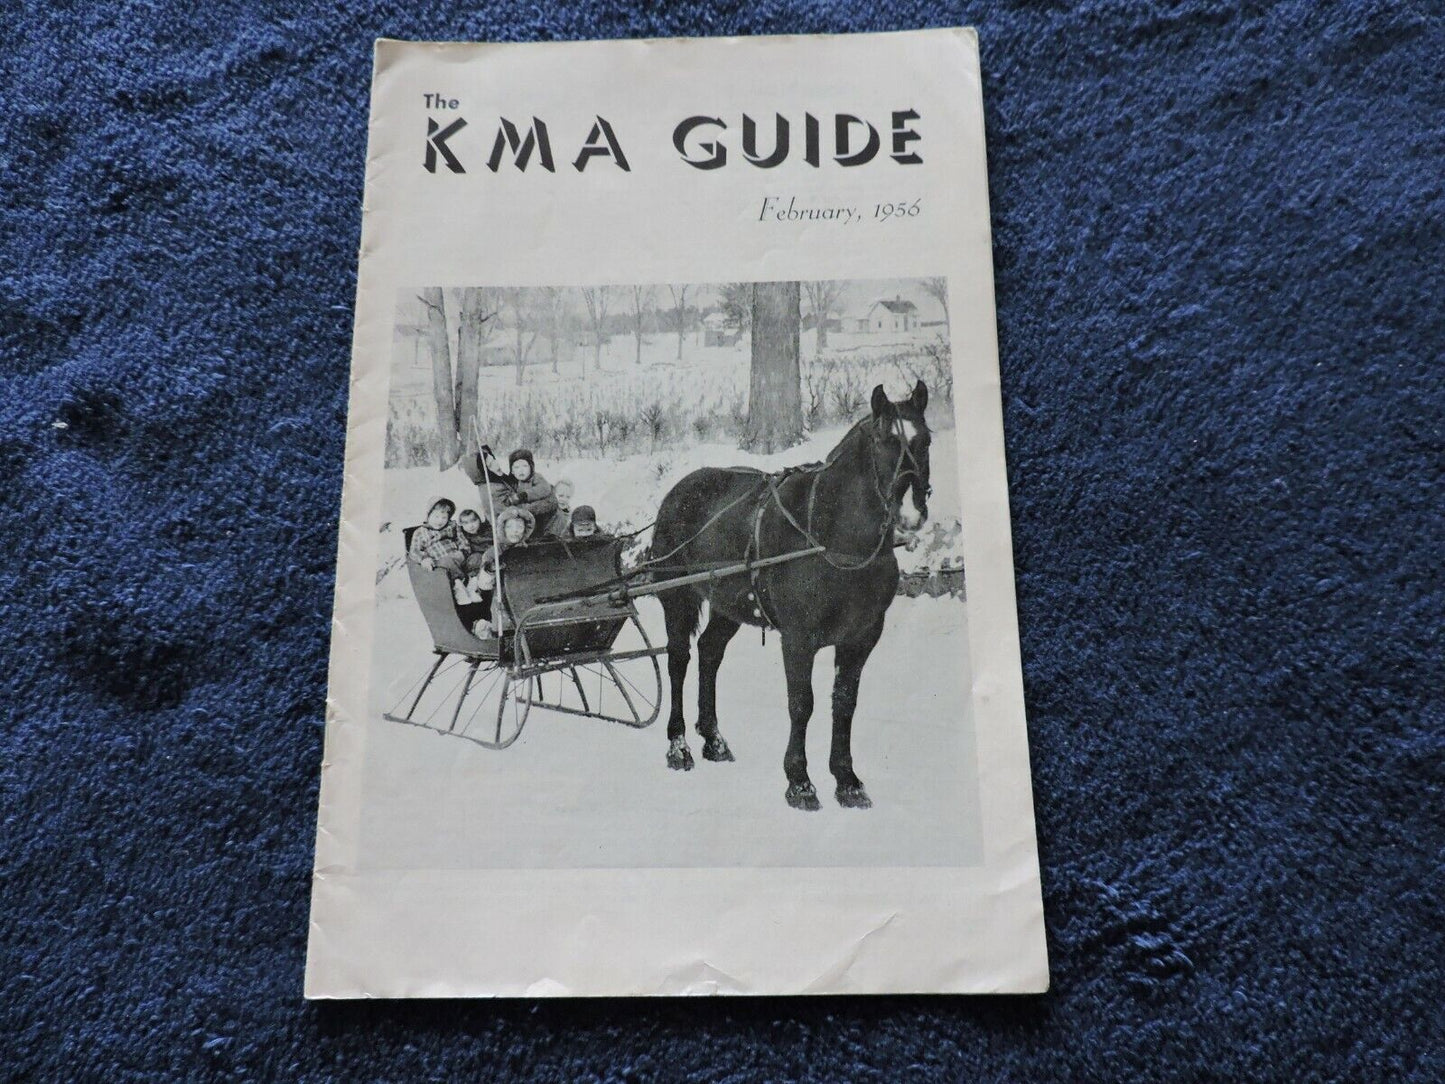 The
KMA GUIDE
February, 1956